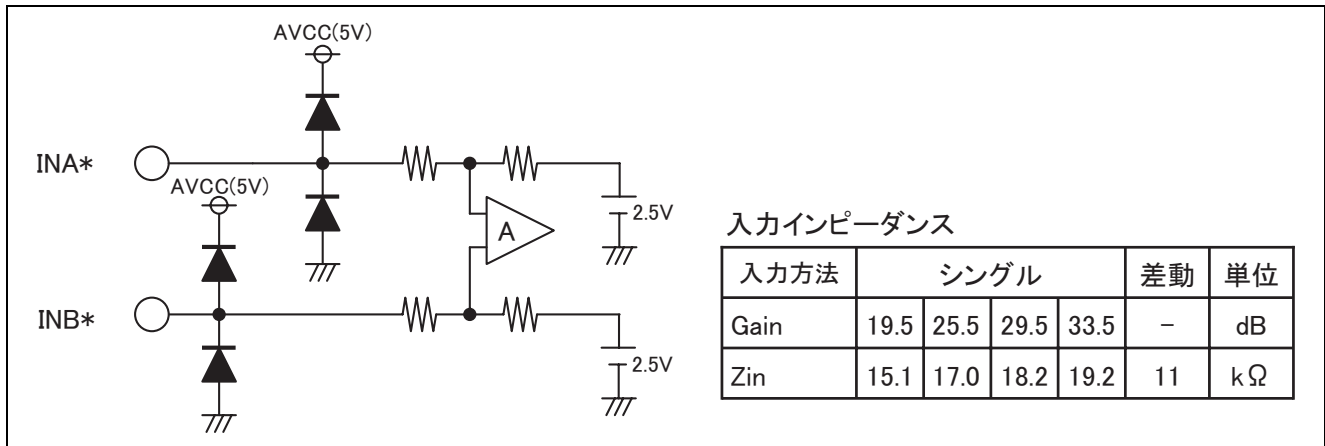 AVCC(5V)
INA*
AVCC(5V)
2.5V
A
INB*
2.5V
入力インピーダンス
入力方法 シングル 差動 単位
Gain 19.5 25.5 29.5 33.5 − dB
Zin 15.1 17.0 18.2 19.2 11 kΩ